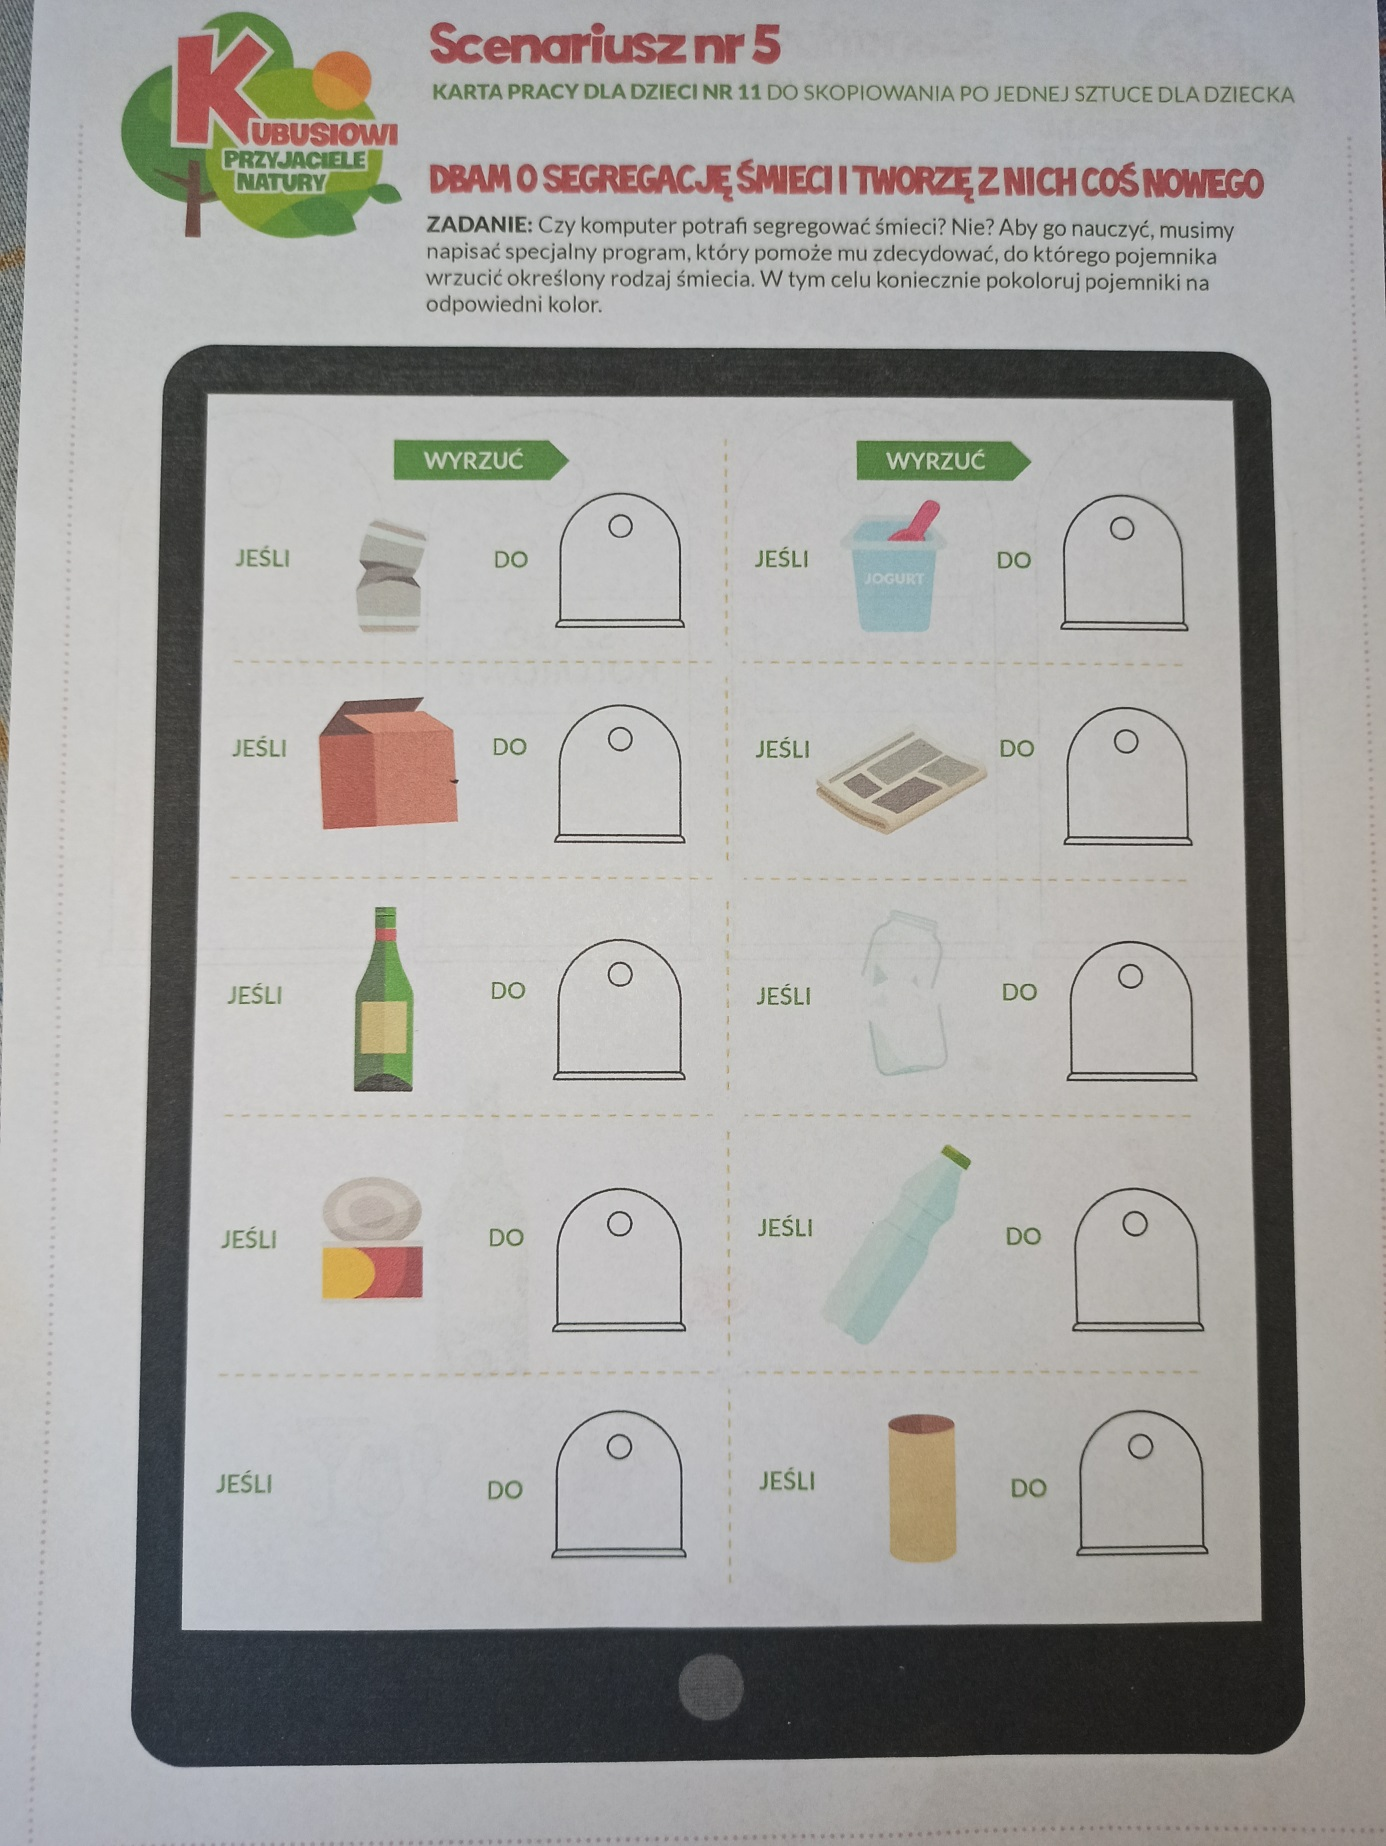 KUBUSIOWI
PRZYJACIELE
NATURY
Scenariusz nr 5
KARTA PRACY DLA DZIECI NR 11 DO SKOPIOWANIA PO JEDNEJ SZTUCE DLA DZIECKA
DBAM O SEGREGACJĘ ŚMIECI I TWORZĘ Z NICH COŚ NOWEGO
ZADANIE: Czy komputer potrafi segregować śmieci? Nie? Aby go nauczyć, musimy
napisać specjalny program, który pomoże mu zdecydować, do którego pojemnika
wrzucić określony rodzaj śmiecia. W tym celu koniecznie pokoloruj pojemniki na
odpowiedni kolor.
WYRZUĆ WYRZUĆ
JEŚLI DO JEŚLI JOGURT DO
JEŚLI DO JEŚLI DO
JEŚLI DO JEŚLI DO
JEŚLI DO JEŚLI DO
JEŚLI DO JEŚLI DO